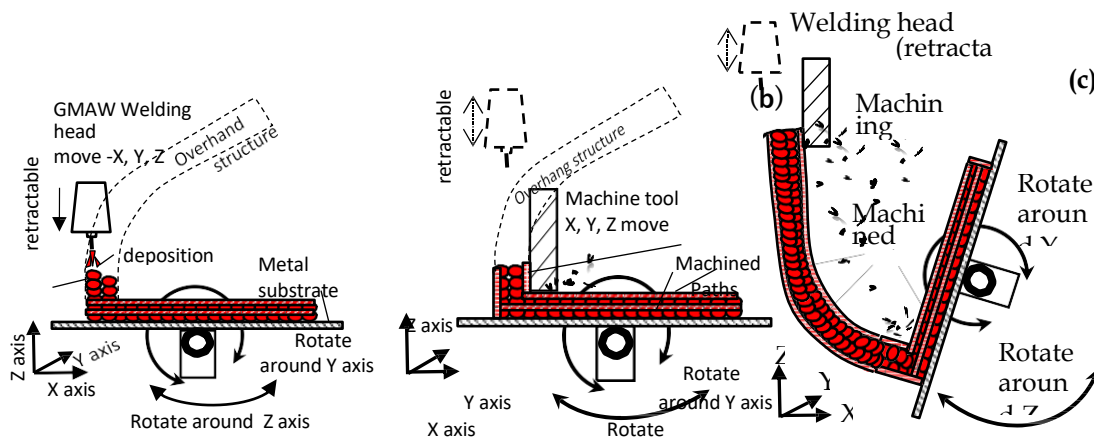 GMAW Welding
head
move -X, Y, Z
retractable
Overhand
structure
deposition
Metal
substrate
Z axis
Y axis
X axis
Rotate
around Y axis
Rotate around Z axis
retractable
Overhang structure
Machine tool
X, Y, Z move
Machined
Paths
Z axis
Y axis
X axis
Rotate
around Y axis
Rotate
(b)
Welding head
(retracta
(c)
Machin
ing
Machi
ned
Rotate
aroun
d Y
Rotate
aroun
d Z
Z
Y
X